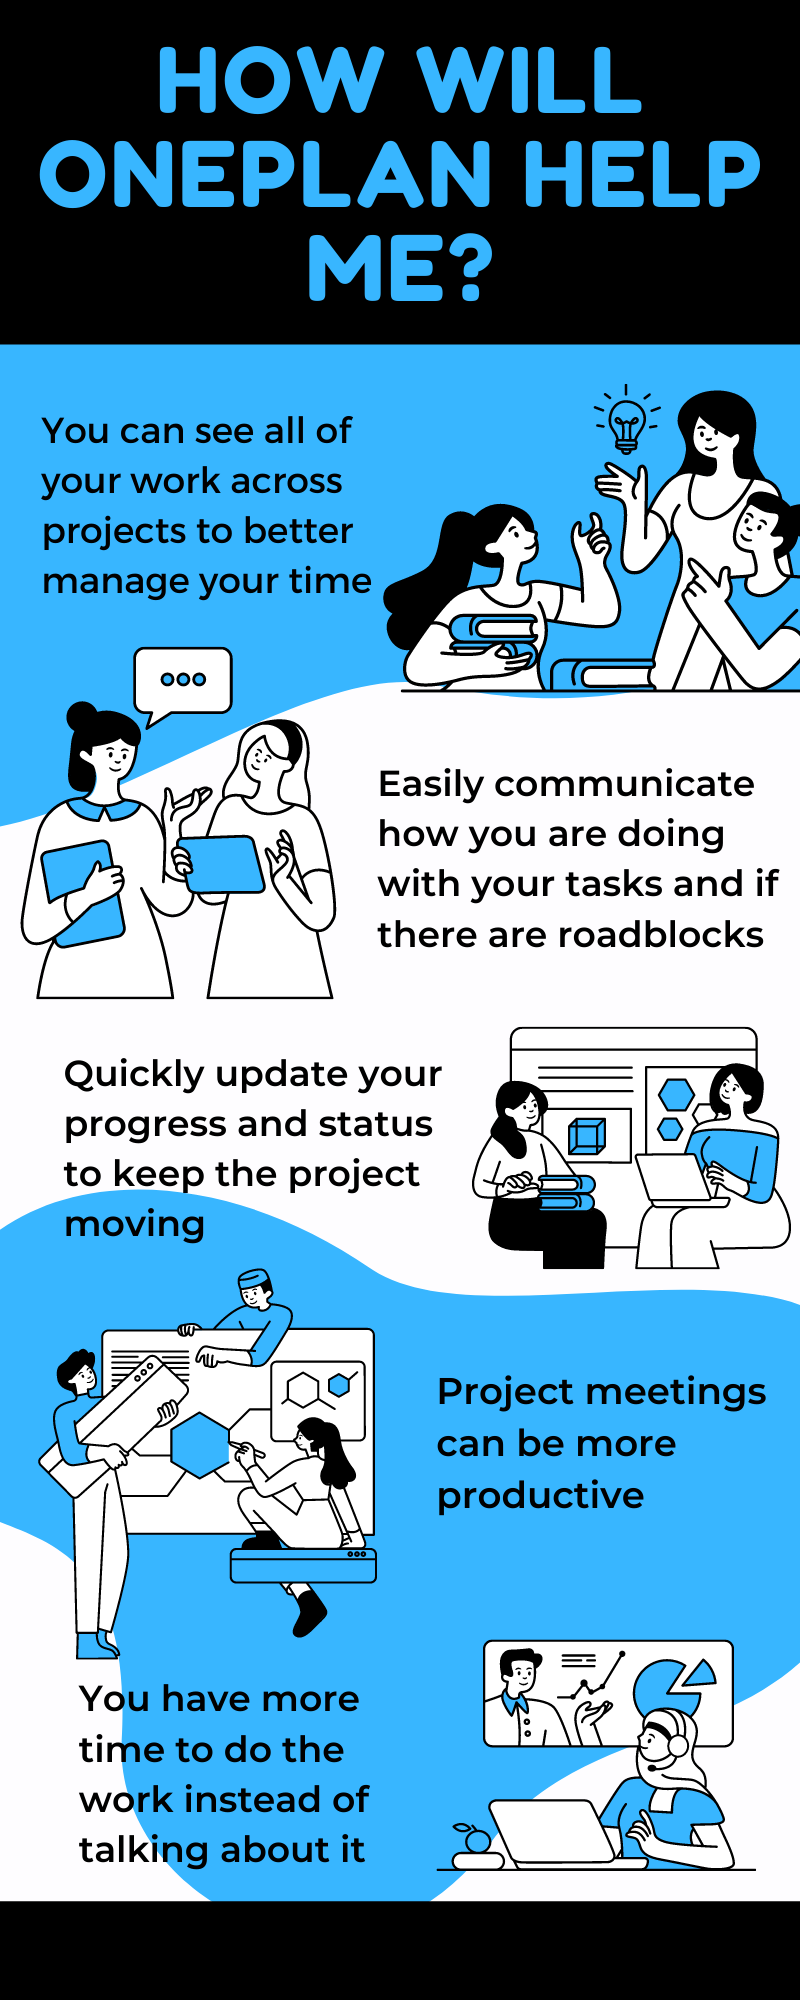 HOW WILL
ONEPLAN HELP
ME?
You can see all of
your work across
projects to better
manage your time
Easily communicate
how you are doing
with your tasks and if
there are roadblocks
Quickly update your
progress and status
to keep the project
moving
Project meetings
can be more
productive
You have more
time to do the
work instead of
talking about it